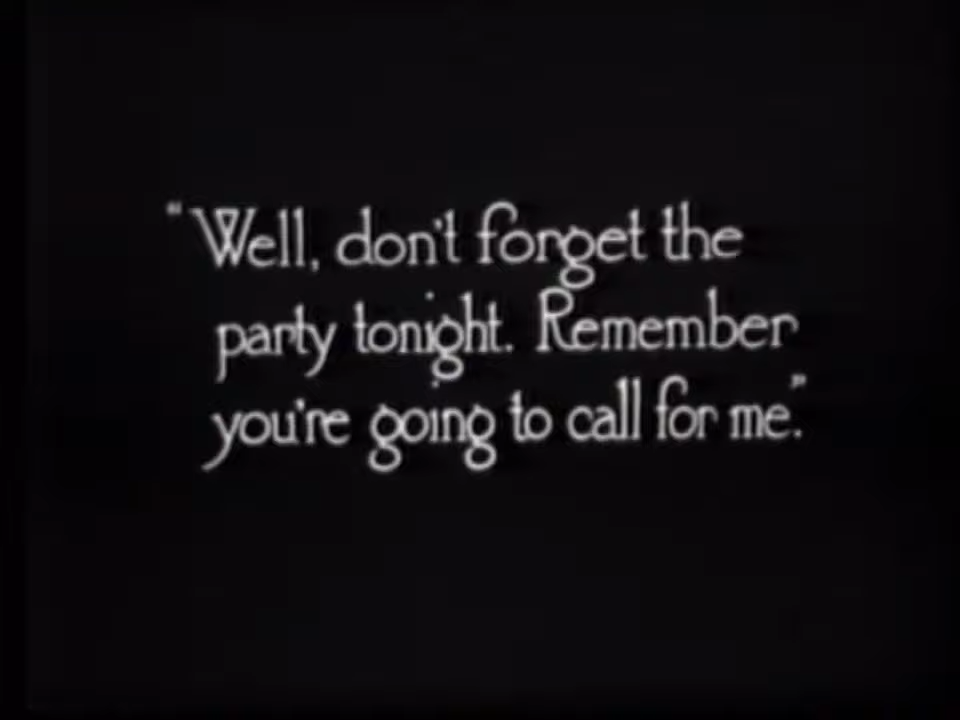 "Well, don't forget the
party tonight. Remember
you're going to call for me."